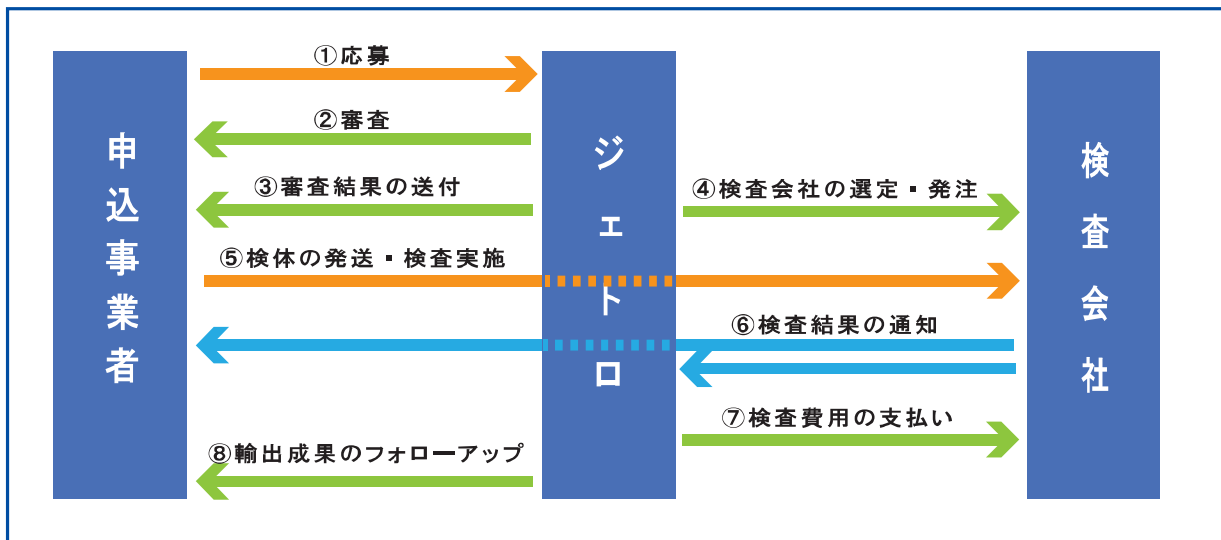 申込事業者
ジェトロ
検査会社
①応募
②審査
③審査結果の送付
④検査会社の選定・発注
⑤検体の発送・検査実施
⑥検査結果の通知
⑦検査費用の支払い
⑧輸出成果のフォローアップ